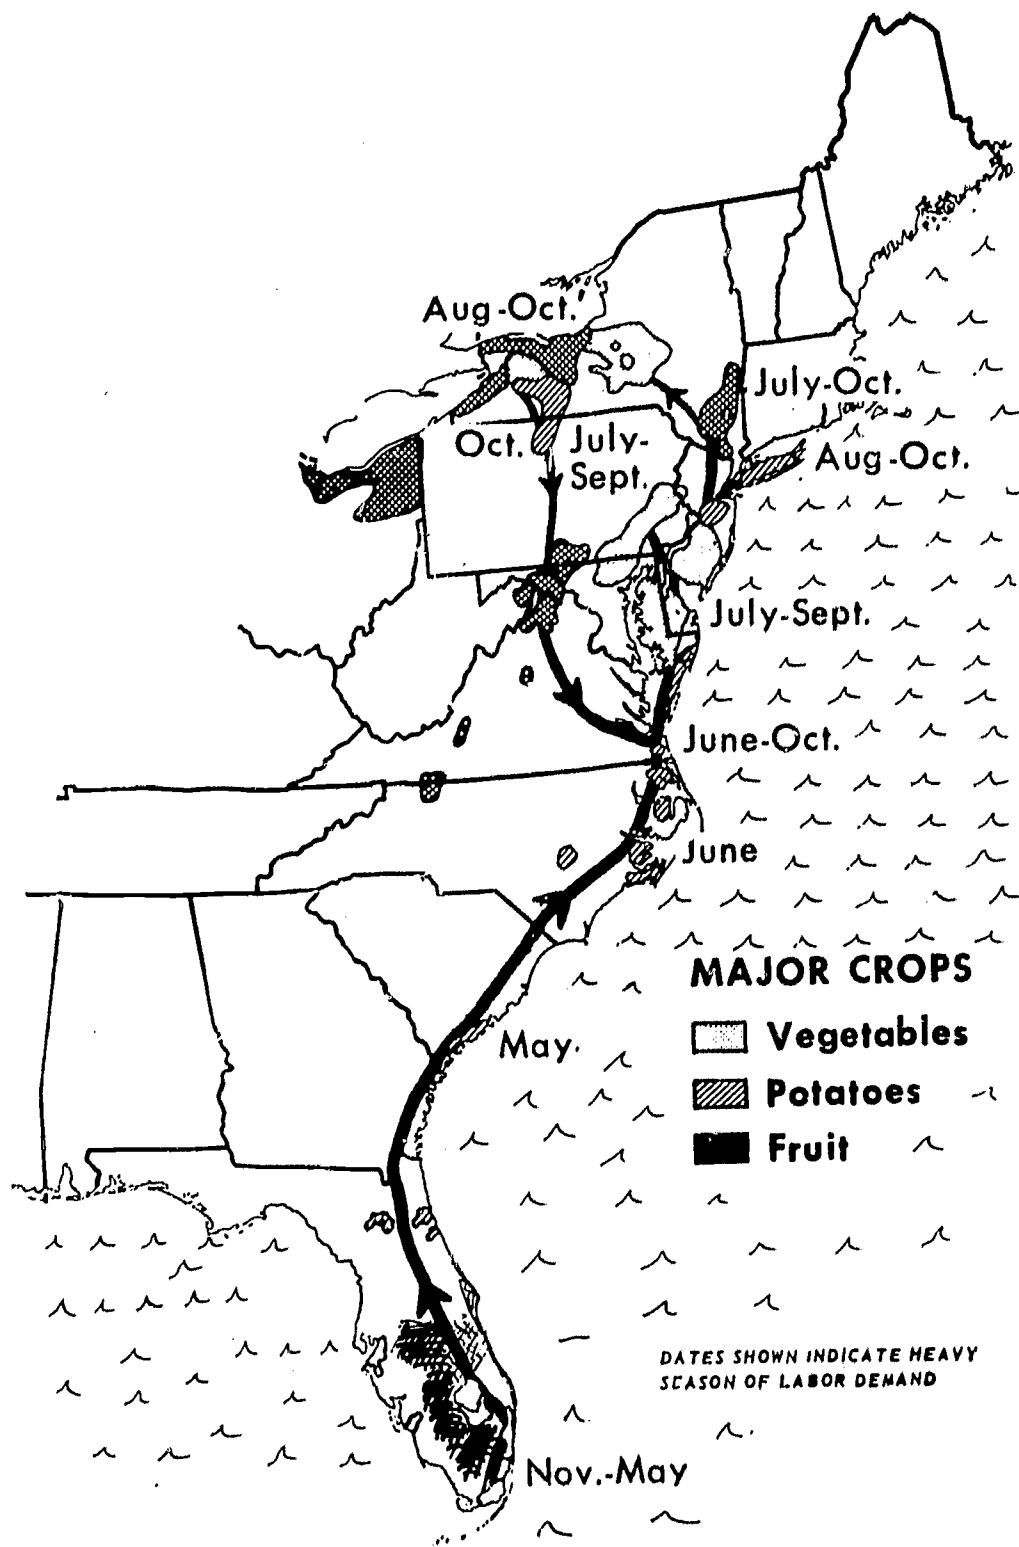 Aug-Oct.
July-Oct.
Oct.
July-
Sept.
Aug-Oct.
July-Sept.
June-Oct.
June
MAJOR CROPS
Vegetables
May.
Potatoes
Fruit
DATES SHOWN INDICATE HEAVY
SEASON OF LABOR DEMAND
Nov.-May